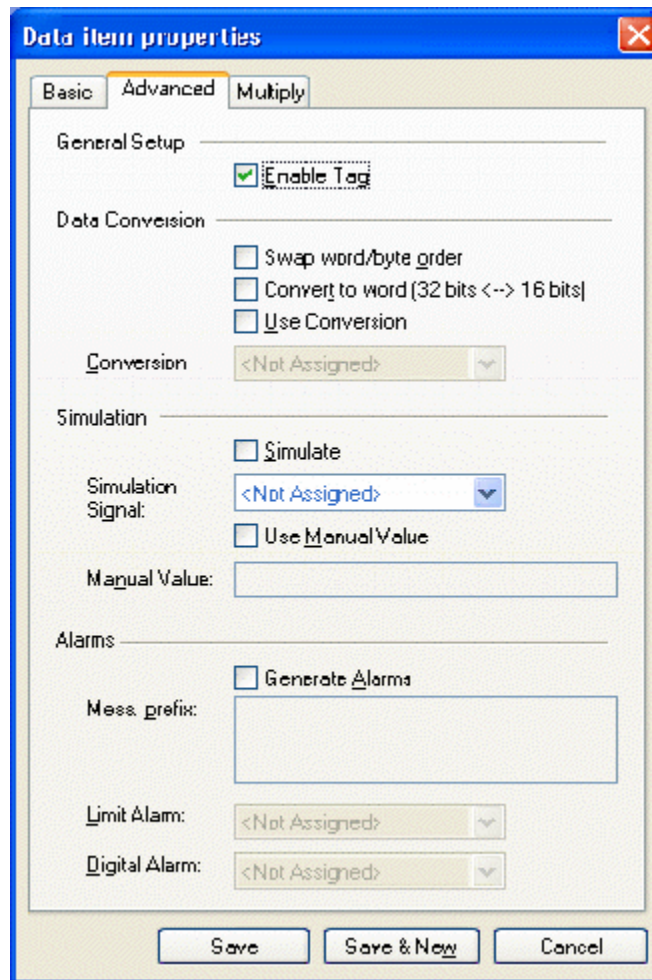 Data item properties
Basic Advanced Multiply
General Setup
Enable Tag
Data Conversion
Swap word/byte order
Convert to word (32 bits <--> 16 bits)
Use Conversion
Conversion <Not Assigned>
Simulation
Simulate
Simulation
Signal: <Not Assigned>
Use Manual Value
Manual Value:
Alarms
Generate Alarms
Mess. prefix:
Limit Alarm: <Not Assigned>
Digital Alarm: <Not Assigned>
Save Save & New Cancel